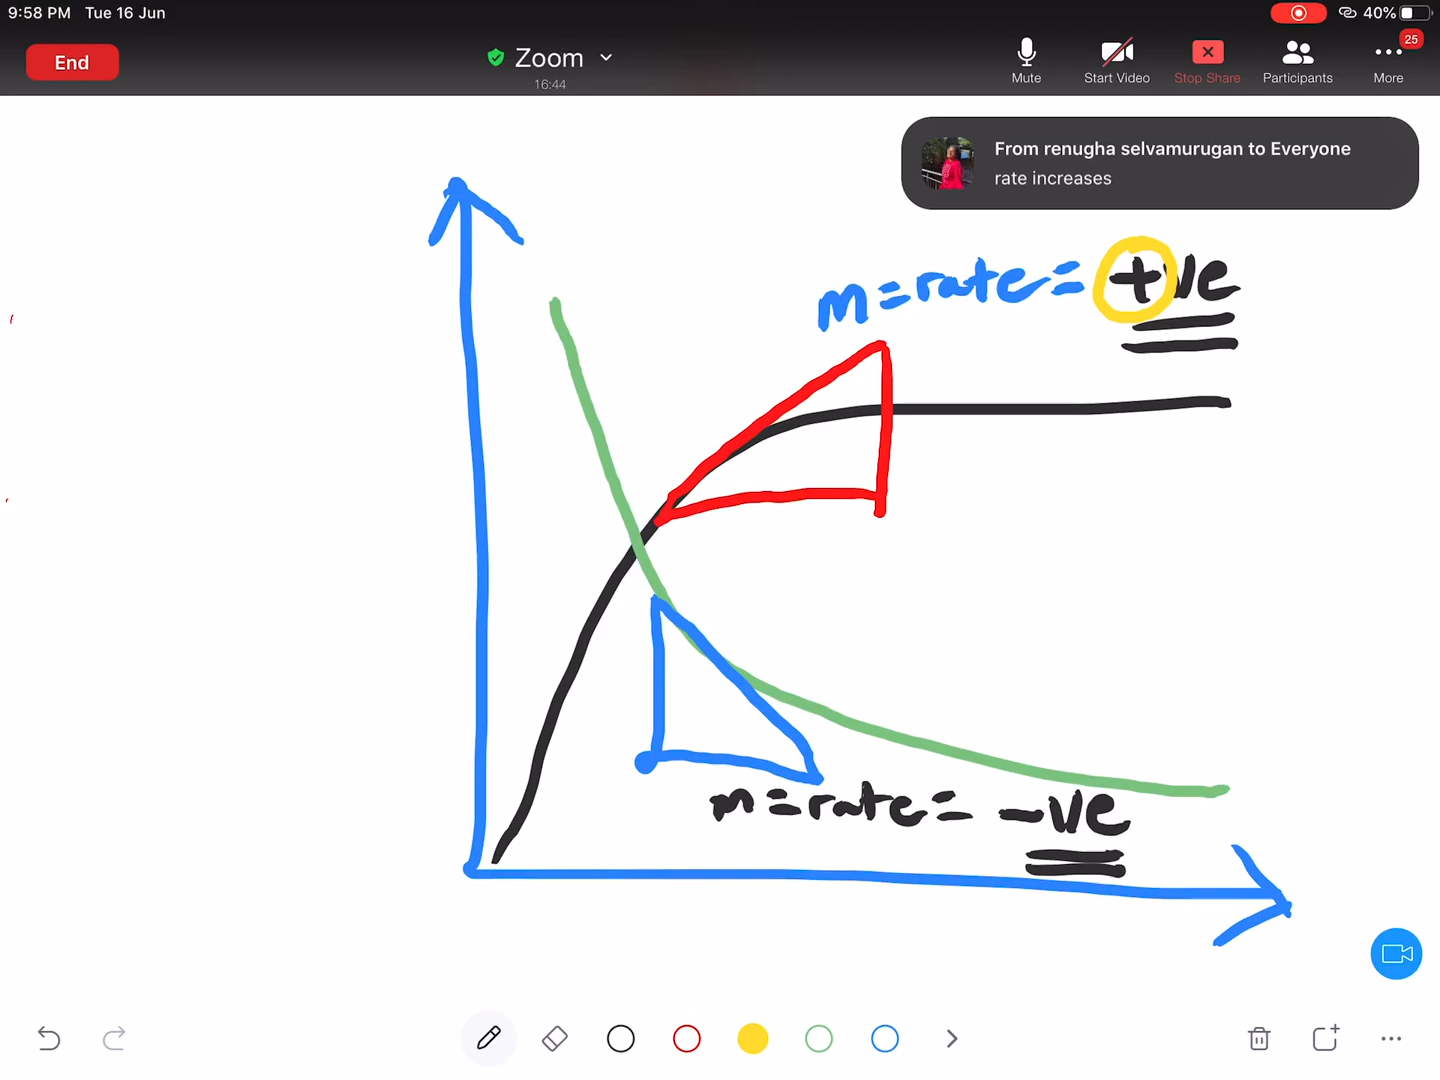 9:58 PM Tue 16 Jun
40%
End
Zoom
16:44
Mute
Start Video
Stop Share
Participants
25
More
From renugha selvamurugan to Everyone
rate increases
m=rate= +ve
m=rate= -ve